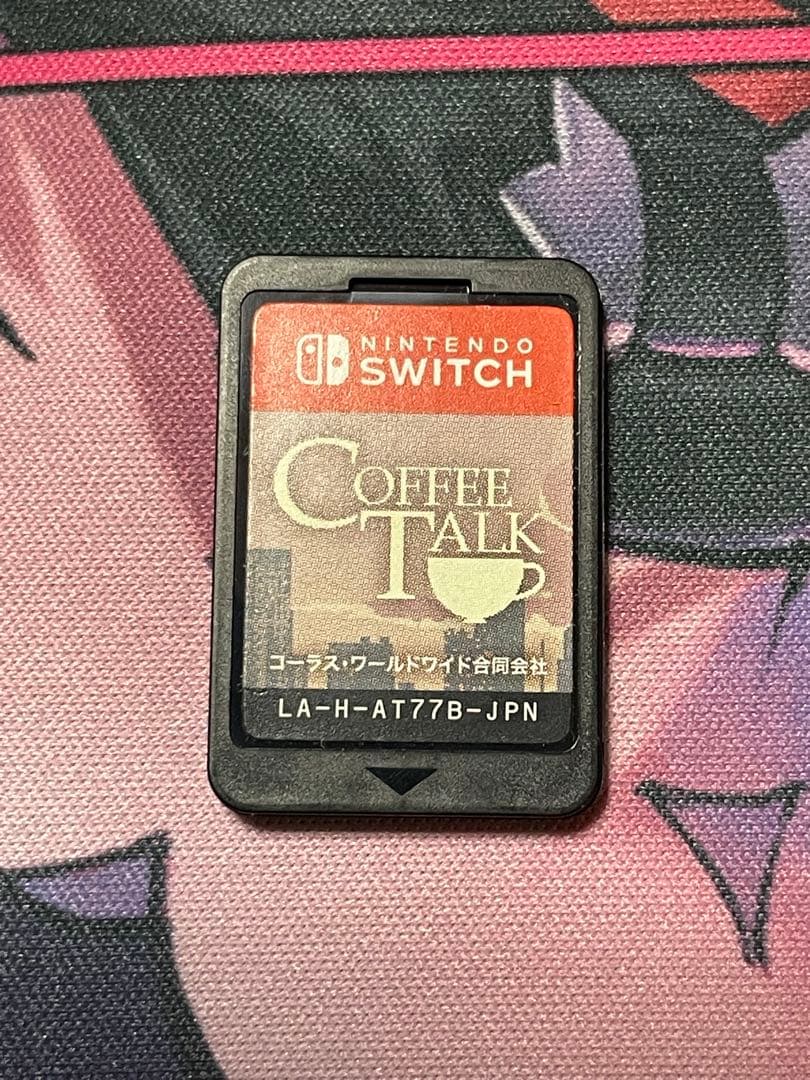 NINTENDO
SWITCH
COFFEE
TALK
コーラス・ワールドワイド合同会社
LA-H-AT77B-JPN